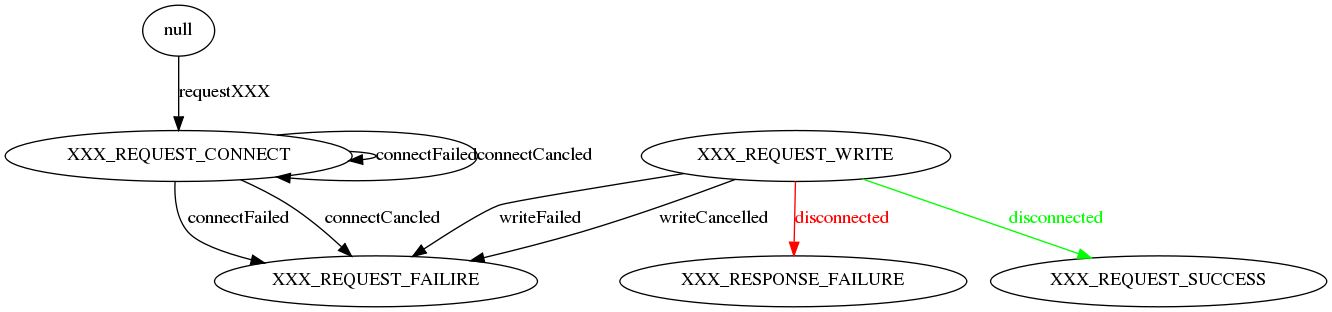 null
requestXXX
XXX_REQUEST_CONNECT
connectFailed
connectCancled
XXX_REQUEST_WRITE
connectFailed
connectCancled
writeFailed
writeCancelled
disconnected
disconnected
XXX_REQUEST_FAILIRE
XXX_RESPONSE_FAILURE
XXX_REQUEST_SUCCESS